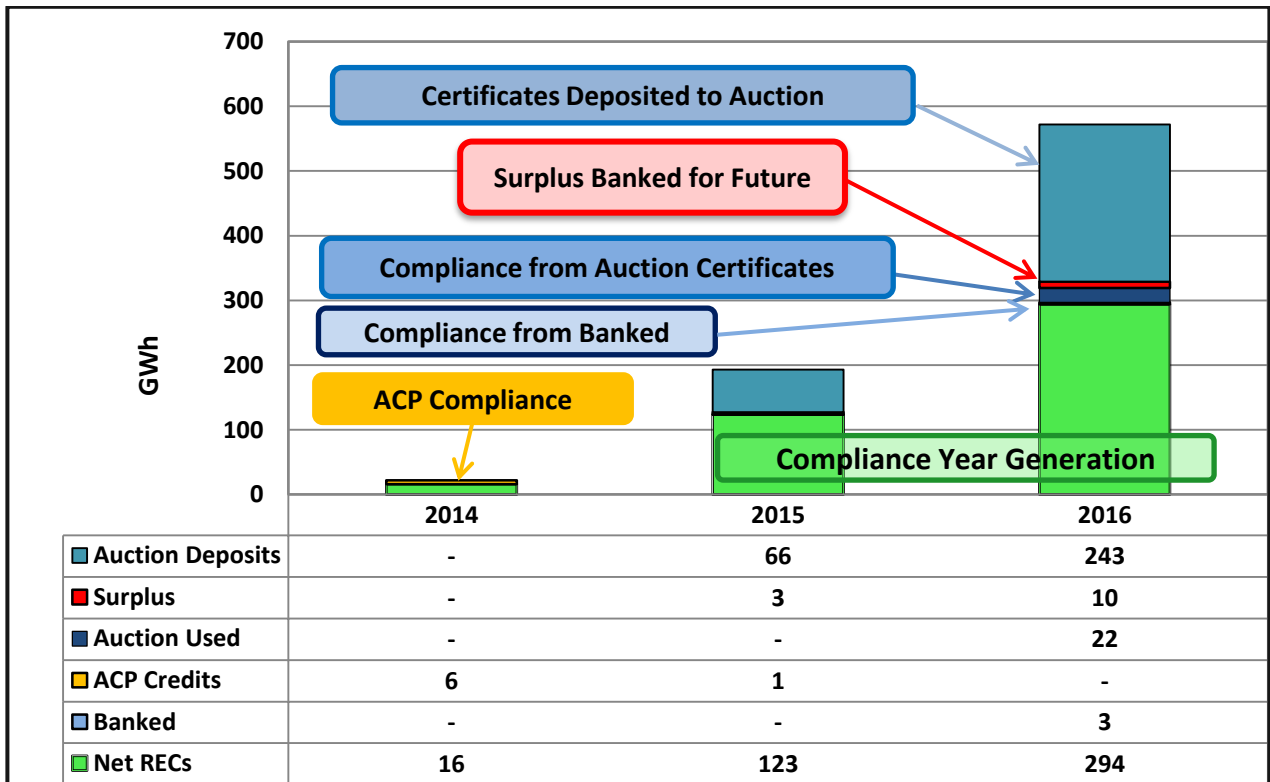 700
600
500
400
300
200
100
0
GWh
Certificates Deposited to Auction
Surplus Banked for Future
Compliance from Auction Certificates
Compliance from Banked
ACP Compliance
Compliance Year Generation
2014 2015 2016
Auction Deposits - 66 243
Surplus - 3 10
Auction Used - - 22
ACP Credits 6 1 -
Banked - - 3
Net RECs 16 123 294